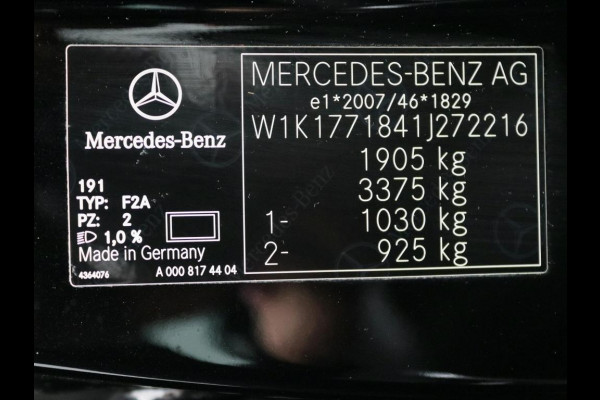 Mercedes-Benz
191
TYP: F2A
PZ: 2
1,0 %
Made in Germany
4364076
A 000 817 44 04
MERCEDES-BENZ AG
e1*2007/46*1829
W1K1771841J272216
1905 kg
3375 kg
1- 1030 kg
2- 925 kg